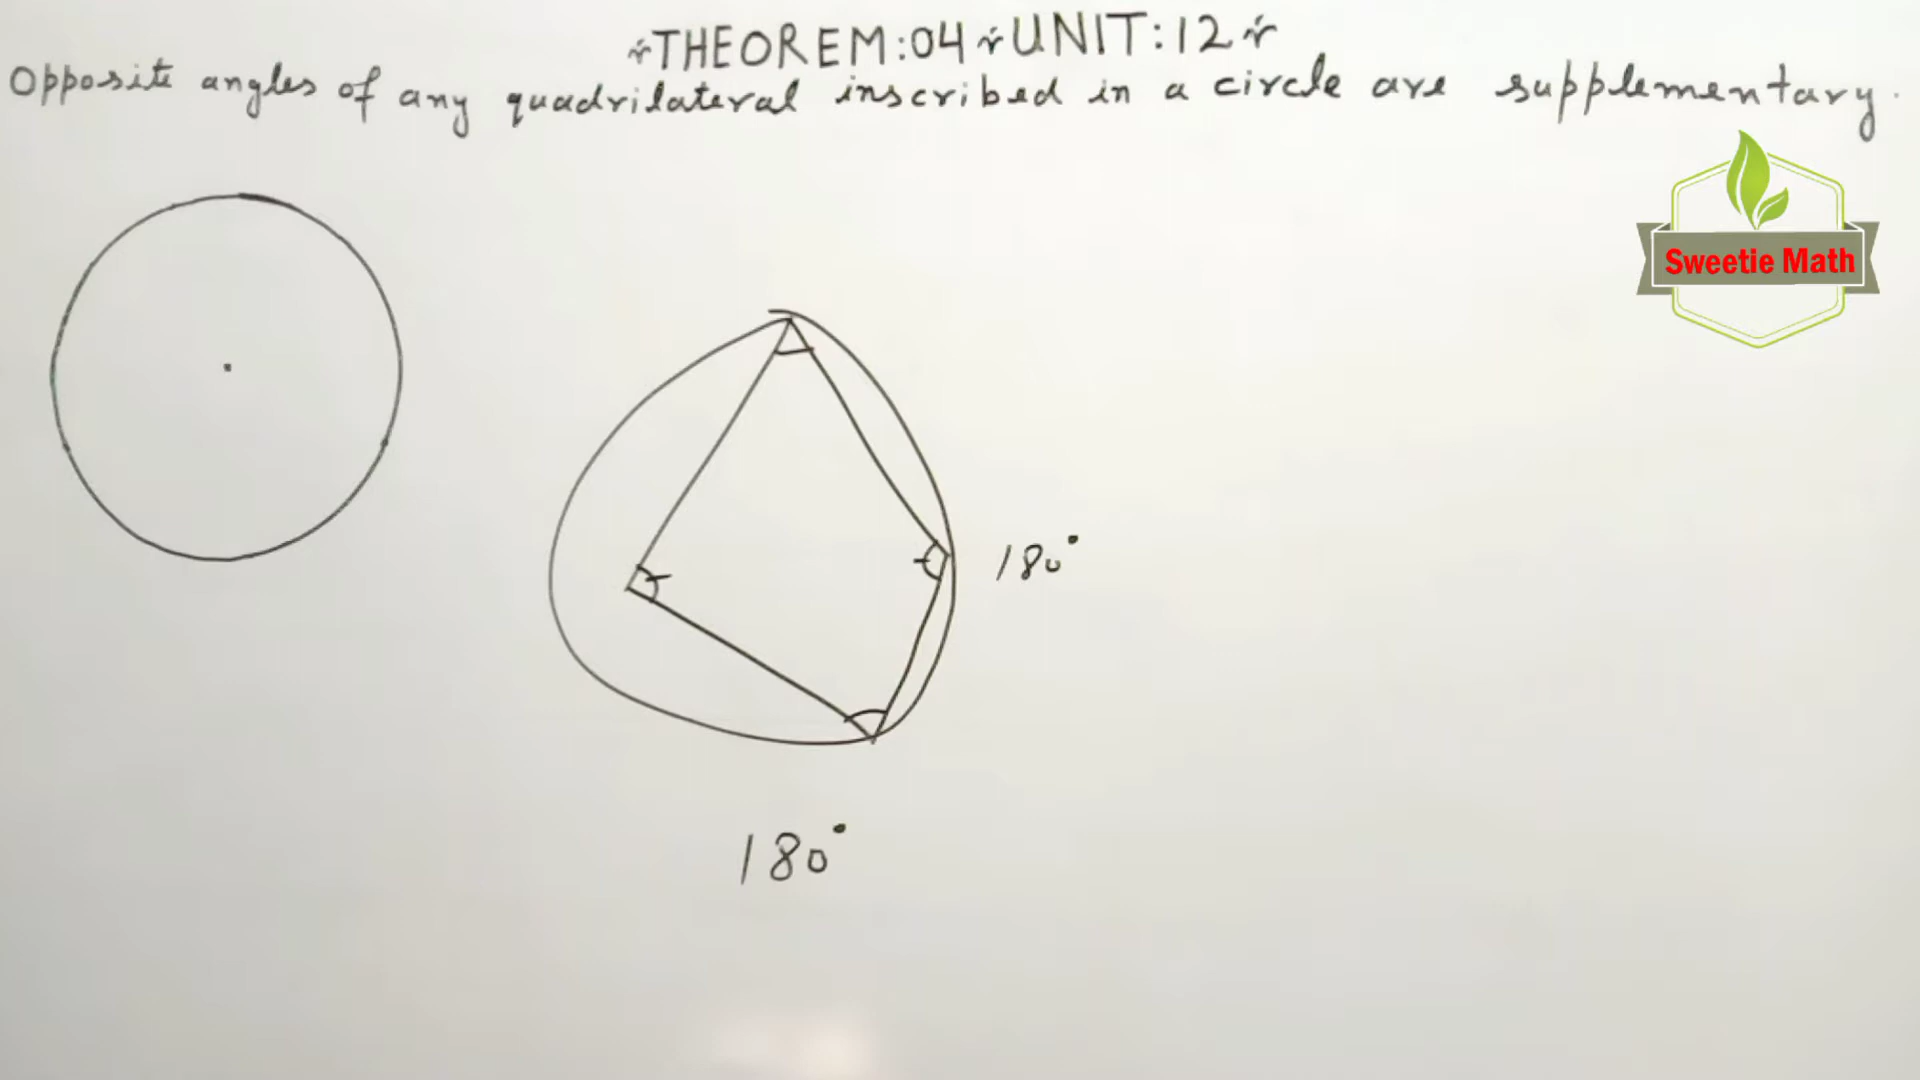 THEOREM:04 UNIT:12
Opposite angles of any quadrilateral inscribed in a circle are supplementary.
Sweetie Math
180°
180°